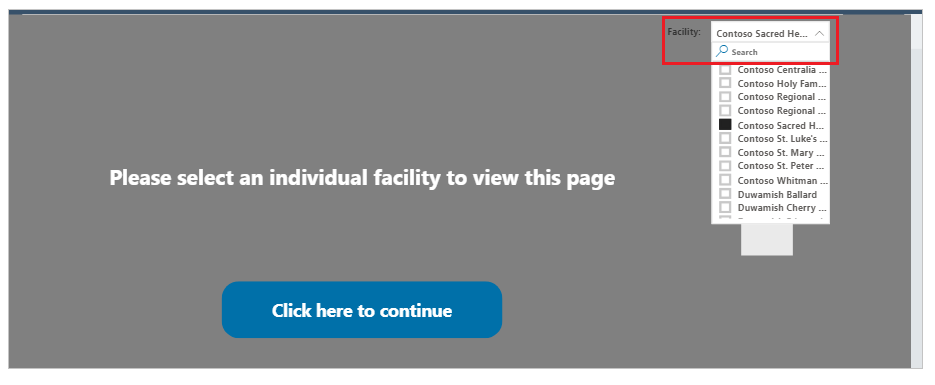 Facility:
Contoso Sacred He...
Search
Contoso Centralia ...
Contoso Holy Fam...
Contoso Regional ...
Contoso Regional ...
Contoso Sacred H...
Contoso St. Luke's ...
Contoso St. Mary ...
Contoso St. Peter ...
Contoso Whitman ...
Duwamish Ballard
Duwamish Cherry ...
Please select an individual facility to view this page
Click here to continue